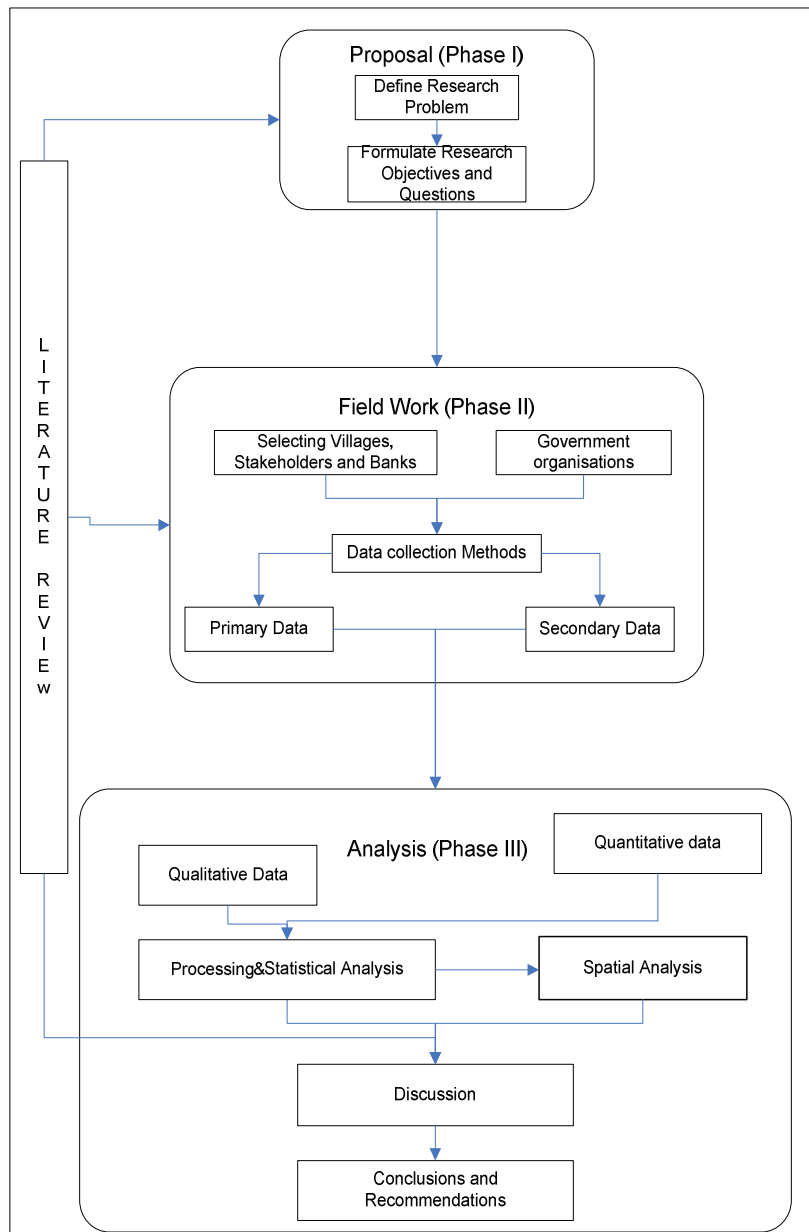 Proposal (Phase I)
Define Research
Problem
Formulate Research
Objectives and
Questions
LITERATURE REVIEw
Field Work (Phase II)
Selecting Villages,
Stakeholders and Banks
Government
organisations
Data collection Methods
Primary Data
Secondary Data
Analysis (Phase III)
Quantitative data
Qualitative Data
Processing&Statistical Analysis
Spatial Analysis
Discussion
Conclusions and
Recommendations